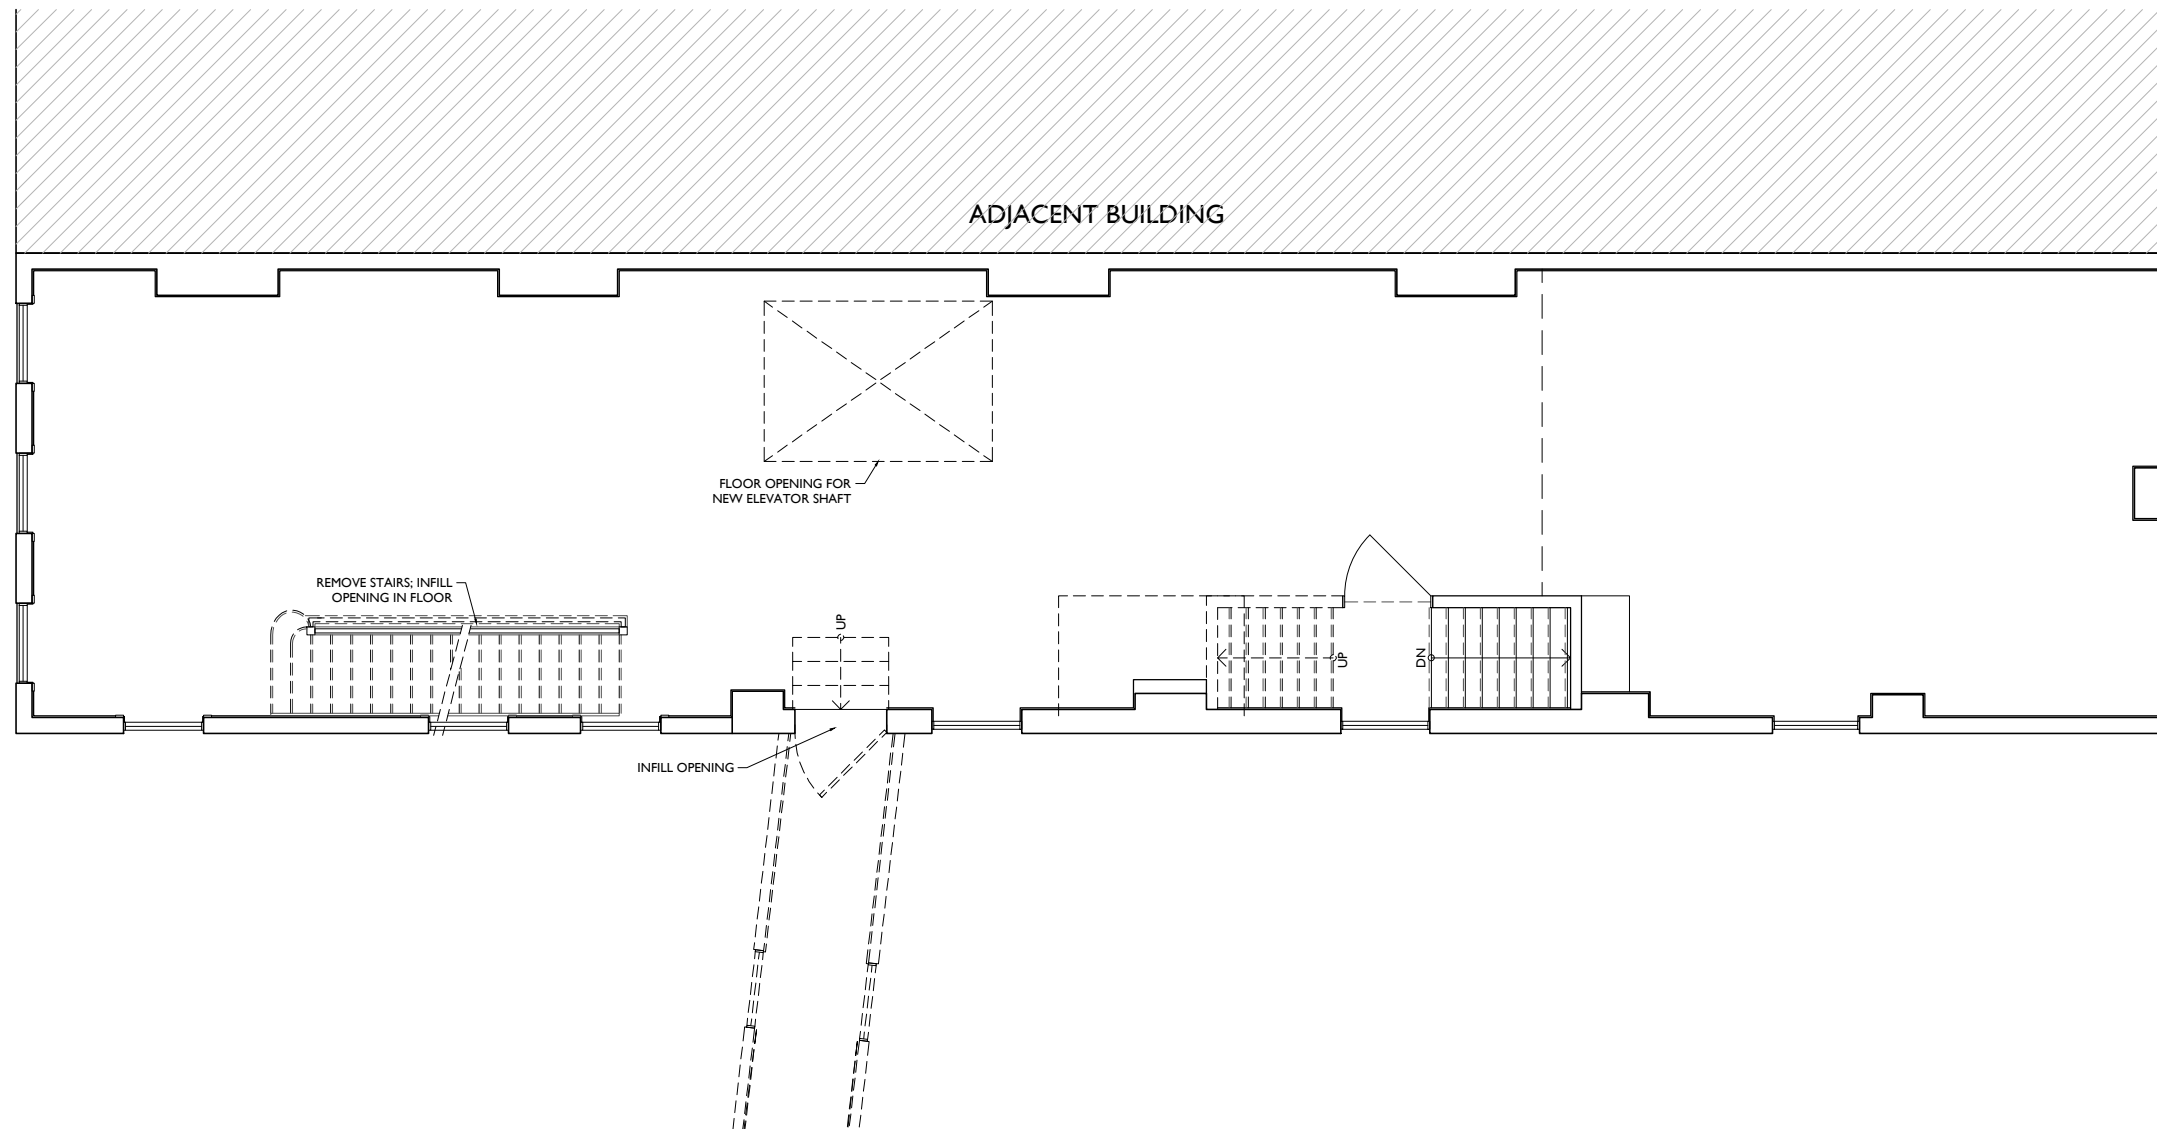 ADJACENT BUILDING
FLOOR OPENING FOR
NEW ELEVATOR SHAFT
REMOVE STAIRS; INFILL
OPENING IN FLOOR
UP
UP
DN
INFILL OPENING